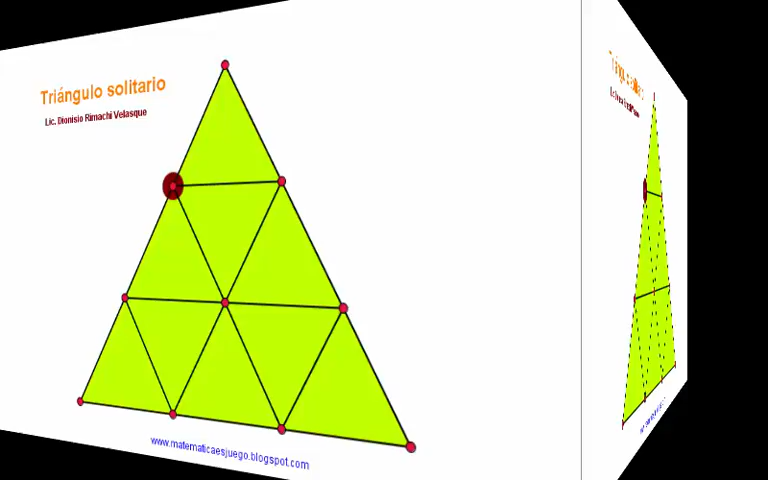 Triángulo solitario
Lic. Dionisio Rimachi Velasque
www.matematicaesjuego.blogspot.com